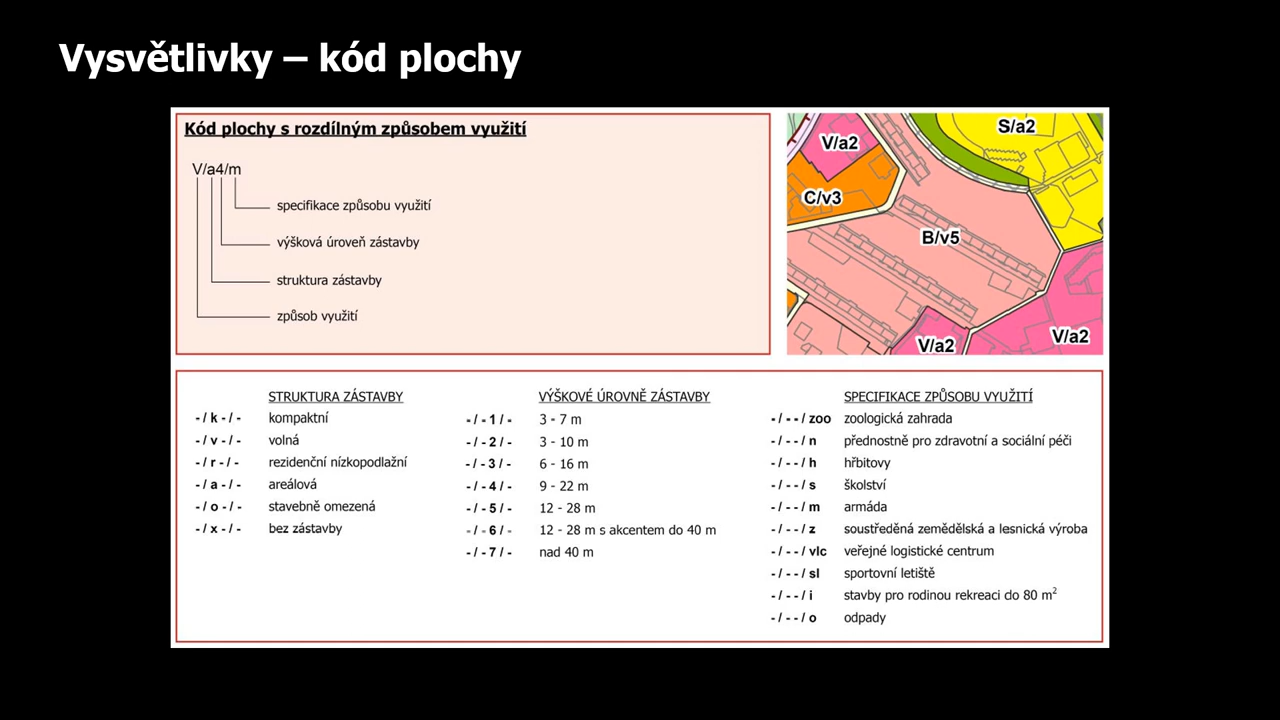 Vysvětlivky – kód plochy
Kód plochy s rozdílným způsobem využití
V/a4/m
specifikace způsobu využití
výšková úroveň zástavby
struktura zástavby
způsob využití
S/a2
V/a2
C/v3
B/v5
V/a2
V/a2
STRUKTURA ZÁSTAVBY
- / k - / - kompaktní
- / v - / - volná
- / r - / - rezidenční nízkopodlažní
- / a - / - areálová
- / o - / - stavebně omezená
- / x - / - bez zástavby
VÝŠKOVÉ ÚROVNĚ ZÁSTAVBY
- / - 1 / - 3 - 7 m
- / - 2 / - 3 - 10 m
- / - 3 / - 6 - 16 m
- / - 4 / - 9 - 22 m
- / - 5 / - 12 - 28 m
- / - 6 / - 12 - 28 m s akcentem do 40 m
- / - 7 / - nad 40 m
SPECIFIKACE ZPŮSOBU VYUŽITÍ
- / - - / zoo zoologická zahrada
- / - - / n přednostně pro zdravotní a sociální péči
- / - - / h hřbitovy
- / - - / s školství
- / - - / m armáda
- / - - / z soustředěná zemědělská a lesnická výroba
- / - - / vlc veřejné logistické centrum
- / - - / sl sportovní letiště
- / - - / i stavby pro rodinou rekreaci do 80 m²
- / - - / o odpady